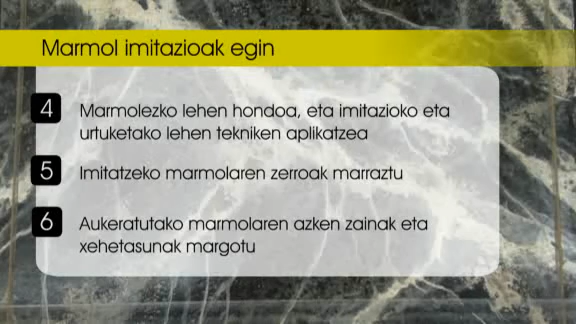 Marmol imitazioak egin
4 Marmolezko lehen hondoa, eta imitazioko eta
urtuketako lehen tekniken aplikatzea
5 Imitatzeko marmolaren zerroak marraztu
6 Aukeratutako marmolaren azken zainak eta
xehetasunak margotu